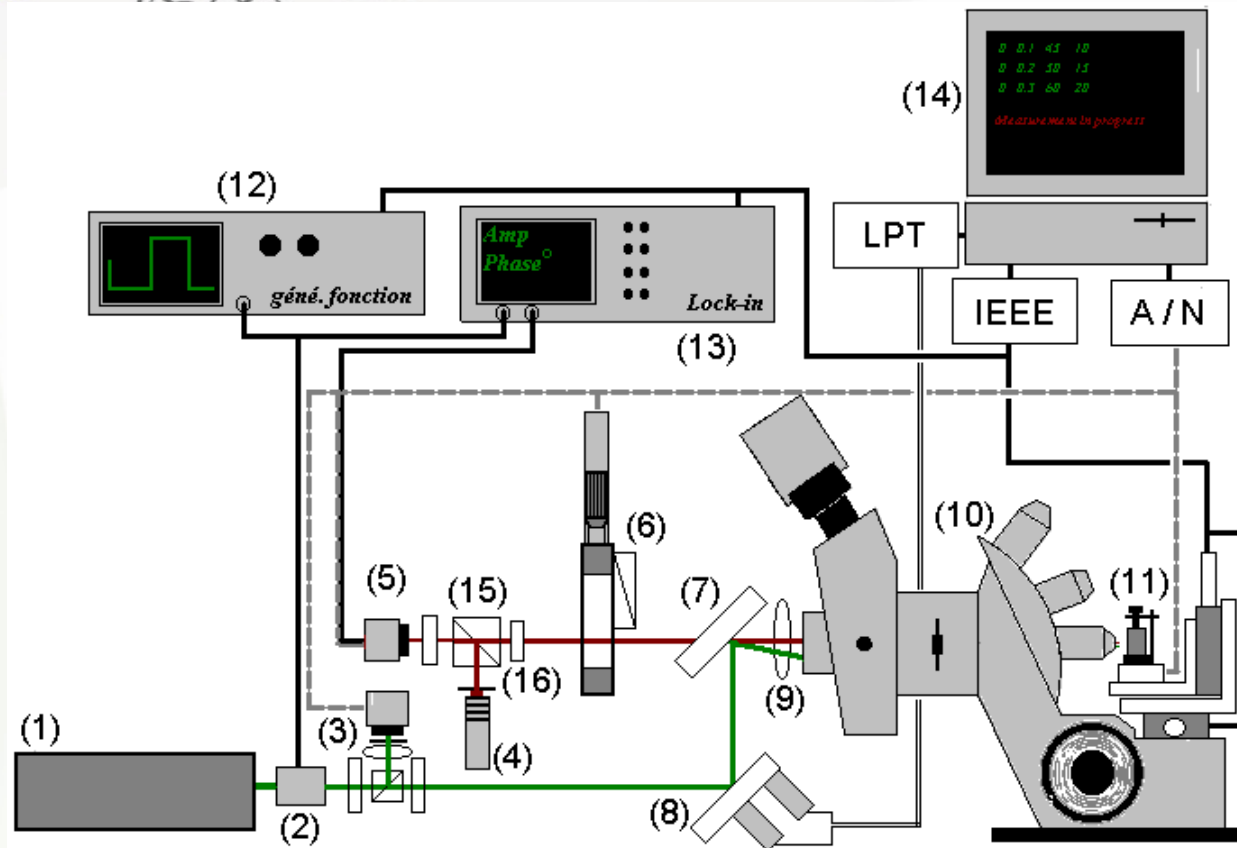 0 0.1 45 10
0 0.2 50 15
0 0.3 60 20
Measurement in progress
(14)
(12)
LPT
Amp
Phase°
géné.fonction
Lock-in
IEEE
A / N
(13)
(10)
(6)
(5)
(15)
(7)
(11)
(16)
(9)
(3)
(1)
(4)
(8)
(2)